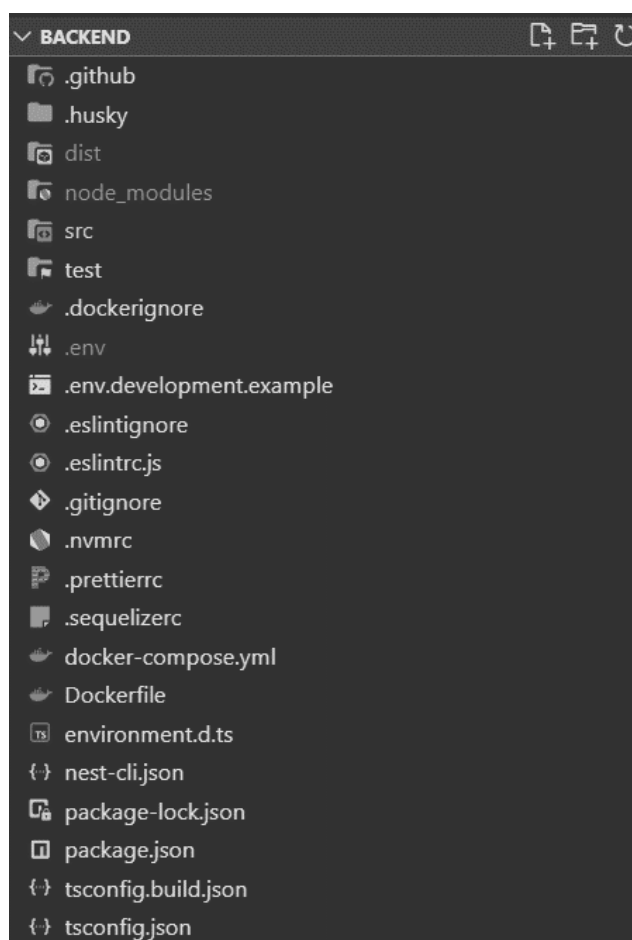 BACKEND
.github
.husky
dist
node_modules
src
test
.dockerignore
.env
.env.development.example
.eslintignore
.eslintrc.js
.gitignore
.nvmrc
.prettierrc
.sequelizerc
docker-compose.yml
Dockerfile
environment.d.ts
nest-cli.json
package-lock.json
package.json
tsconfig.build.json
tsconfig.json